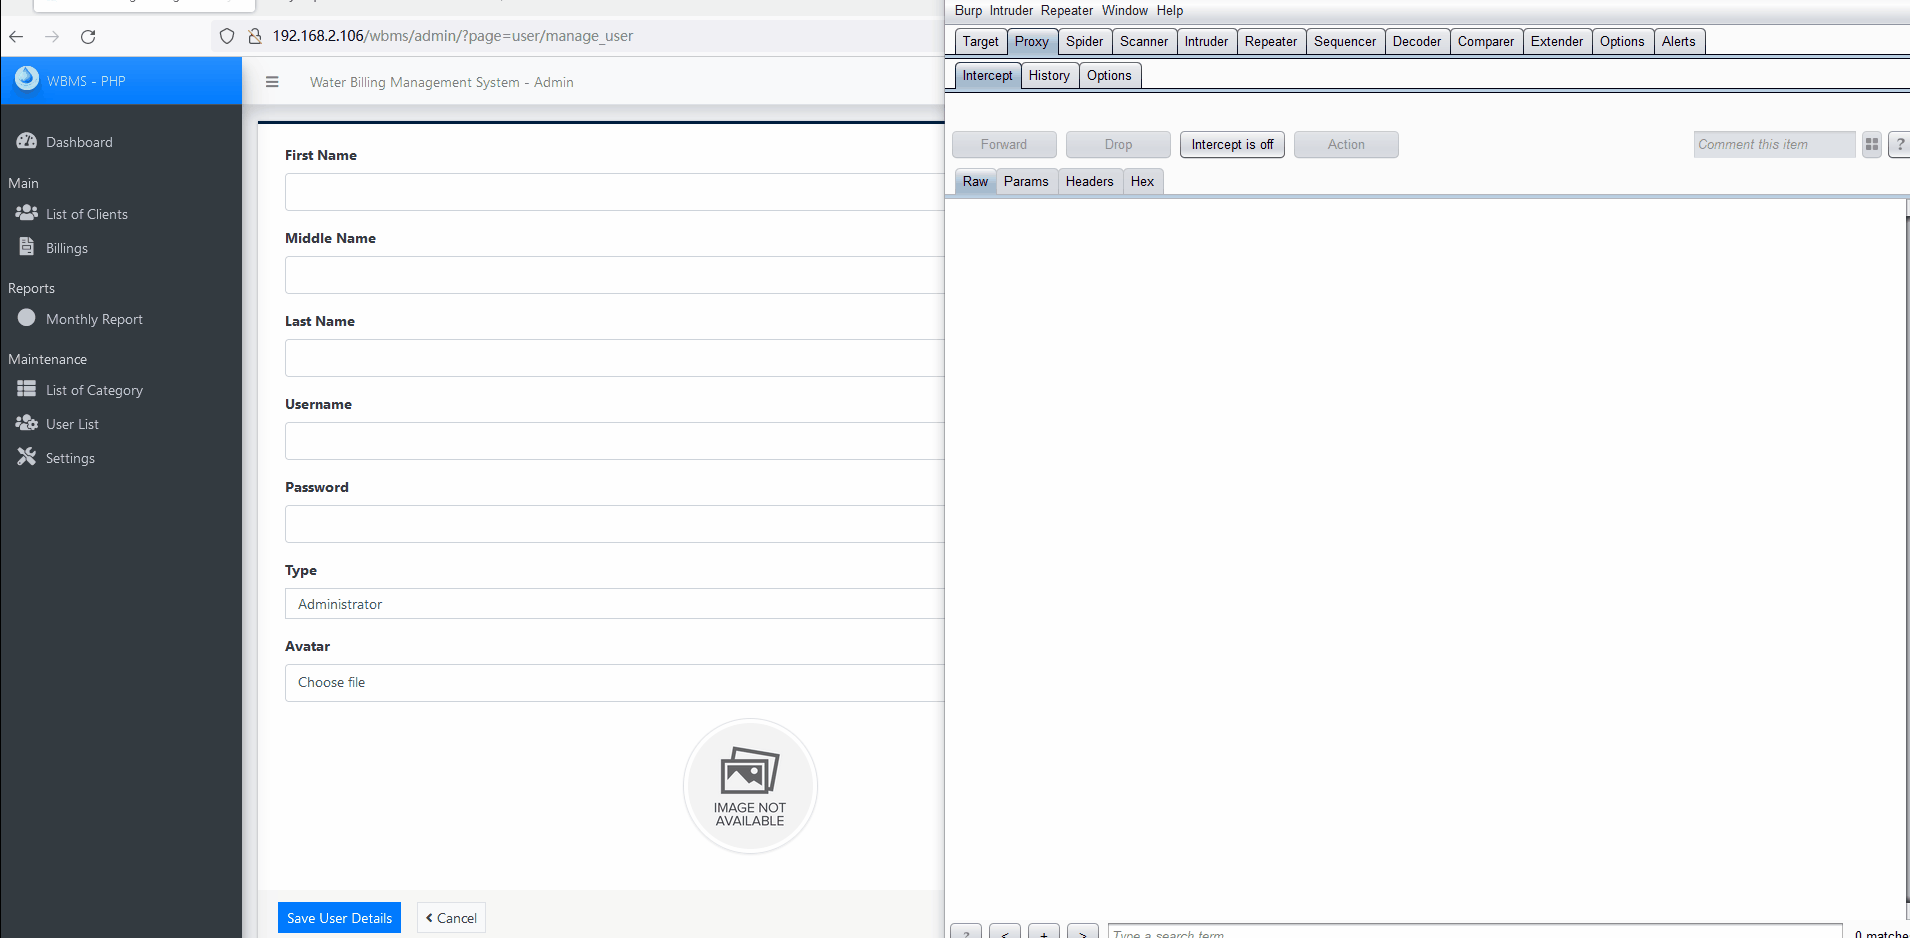 192.168.2.106/wbms/admin/?page=user/manage_user
WBMS - PHP
Water Billing Management System - Admin
Dashboard
Main
List of Clients
Billings
Reports
Monthly Report
Maintenance
List of Category
User List
Settings
First Name
Middle Name
Last Name
Username
Password
Type
Administrator
Avatar
Choose file
IMAGE NOT
AVAILABLE
Save User Details
Cancel
Burp Intruder Repeater Window Help
Target Proxy Spider Scanner Intruder Repeater Sequencer Decoder Comparer Extender Options Alerts
Intercept History Options
Forward Drop Intercept is off Action Comment this item ?
Raw Params Headers Hex
? < + > Type a search term 0 matche